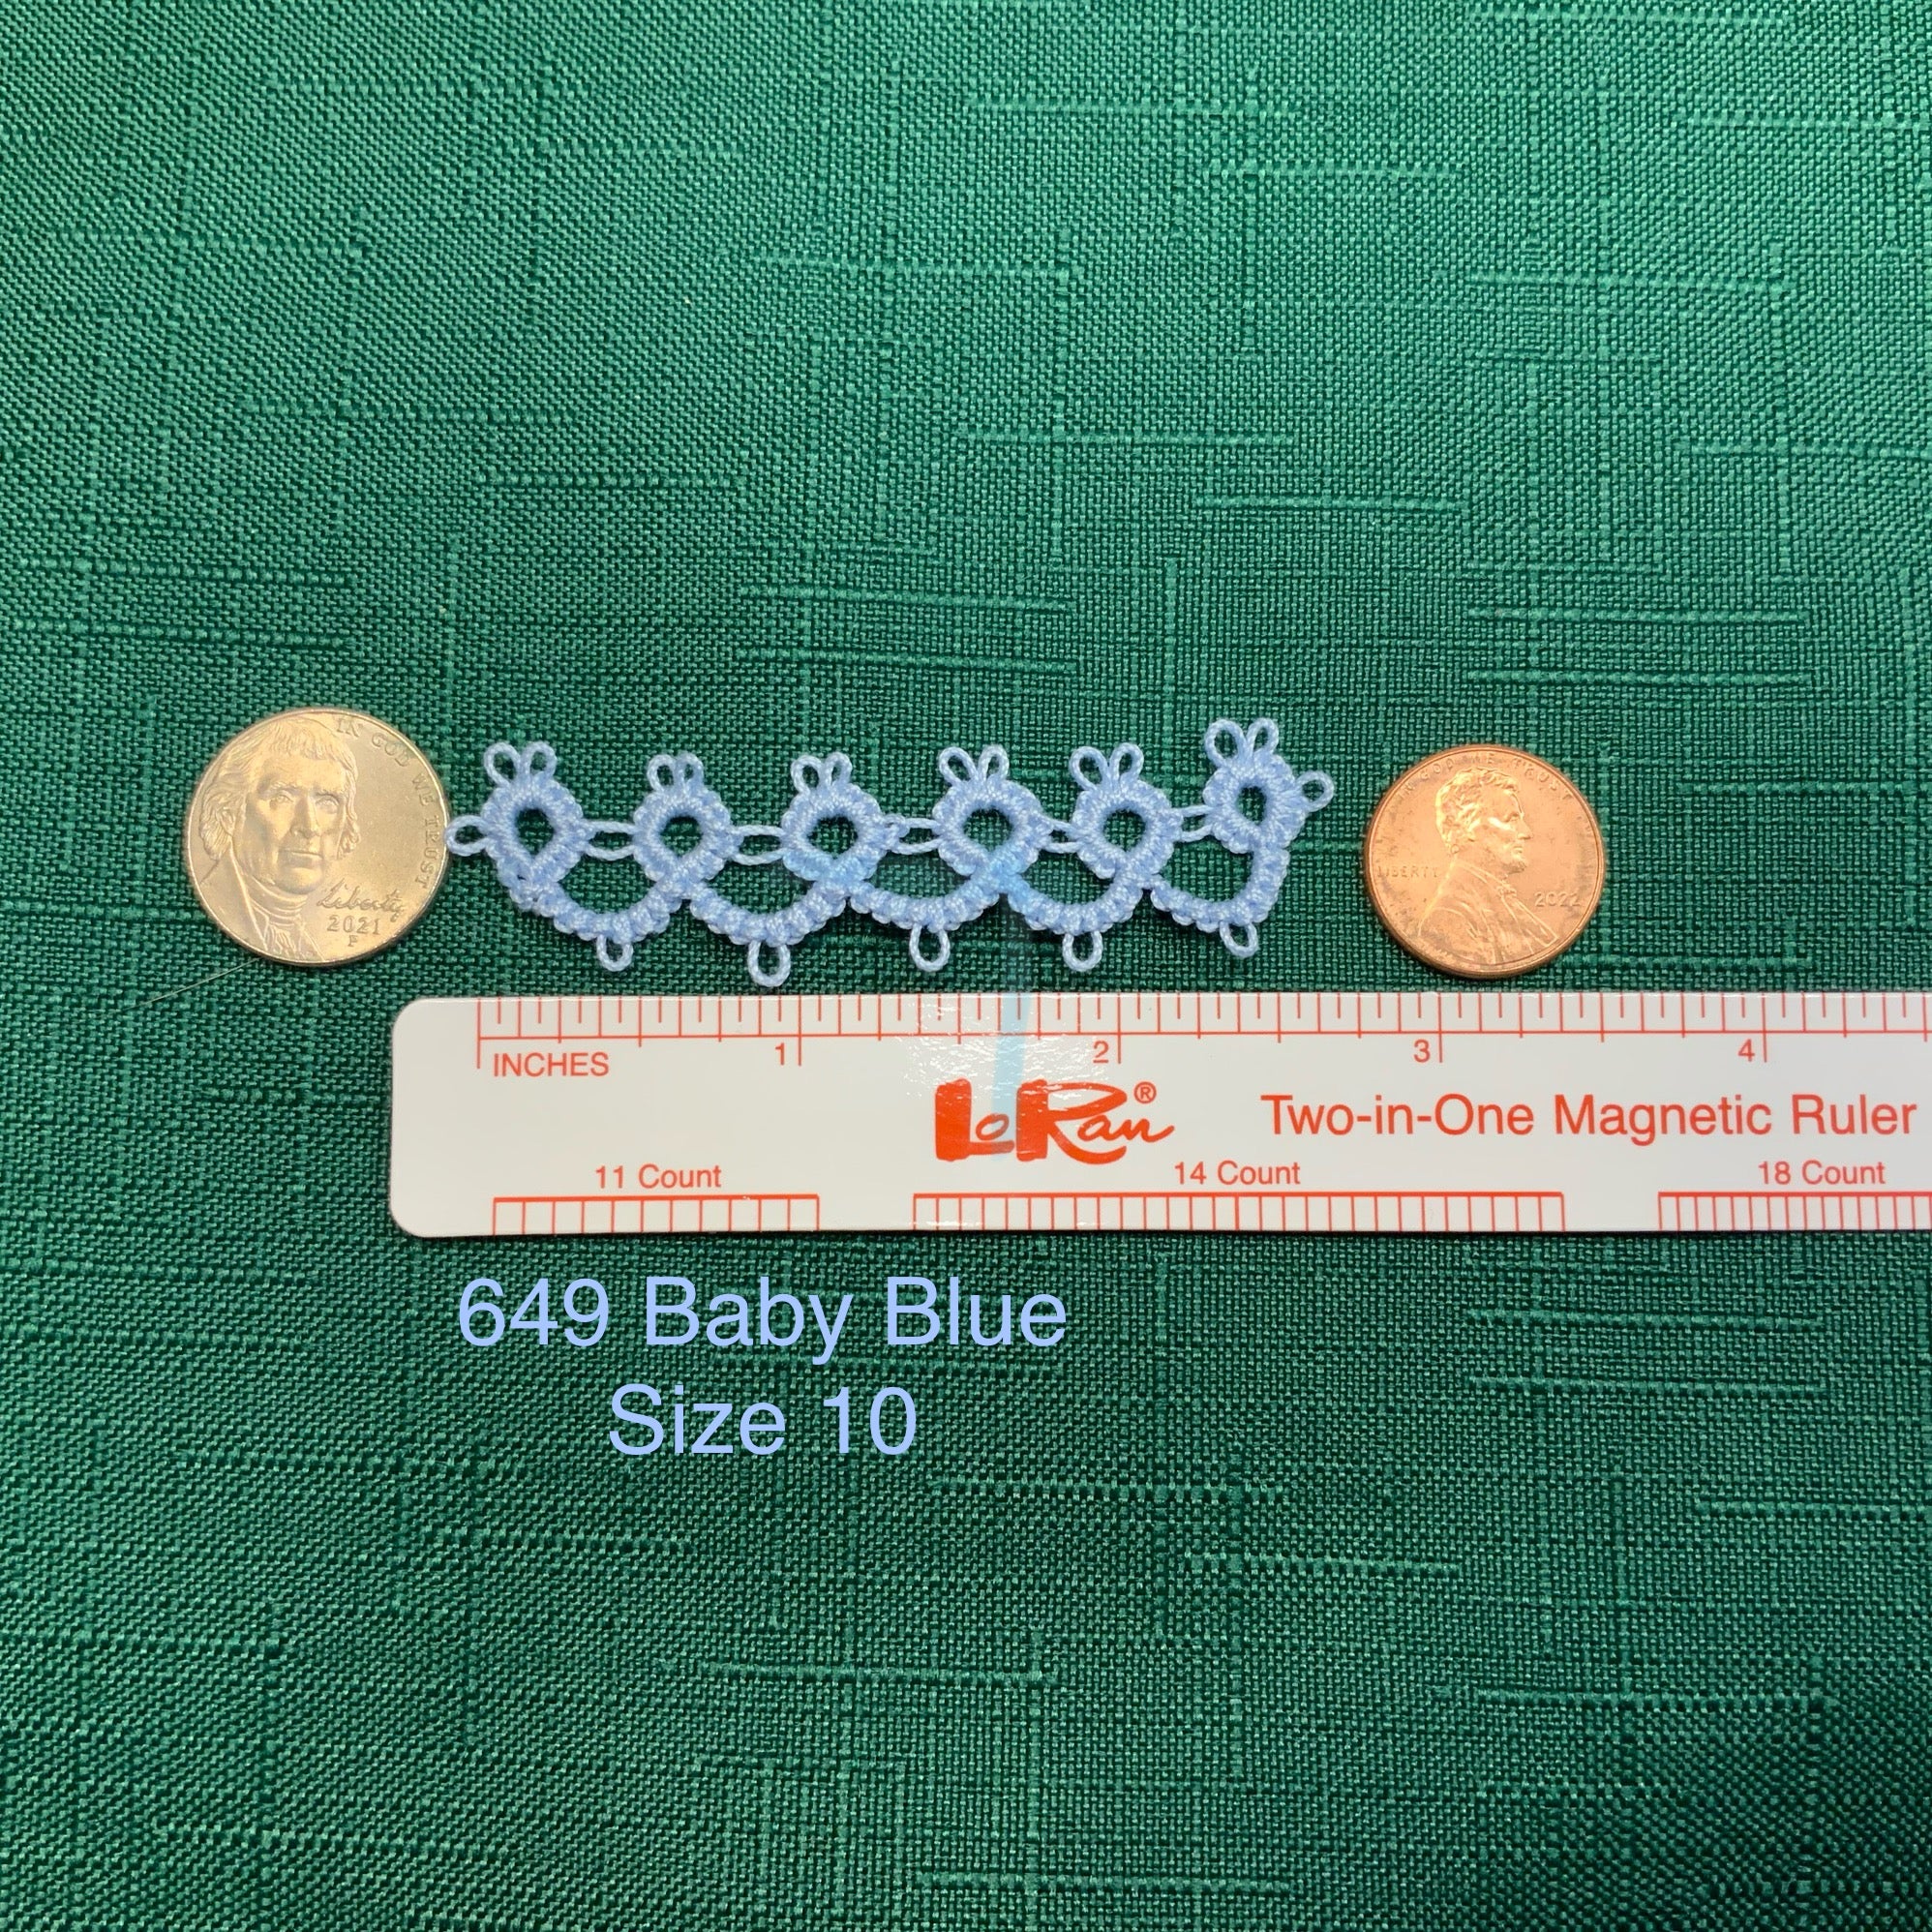 IN GOD WE TRUST
Liberty
2021
P
IN GOD WE TRUST
LIBERTY
2022
1 2 3 4
INCHES
LoRan®
Two-in-One Magnetic Ruler
11 Count 14 Count 18 Count
649 Baby Blue
Size 10